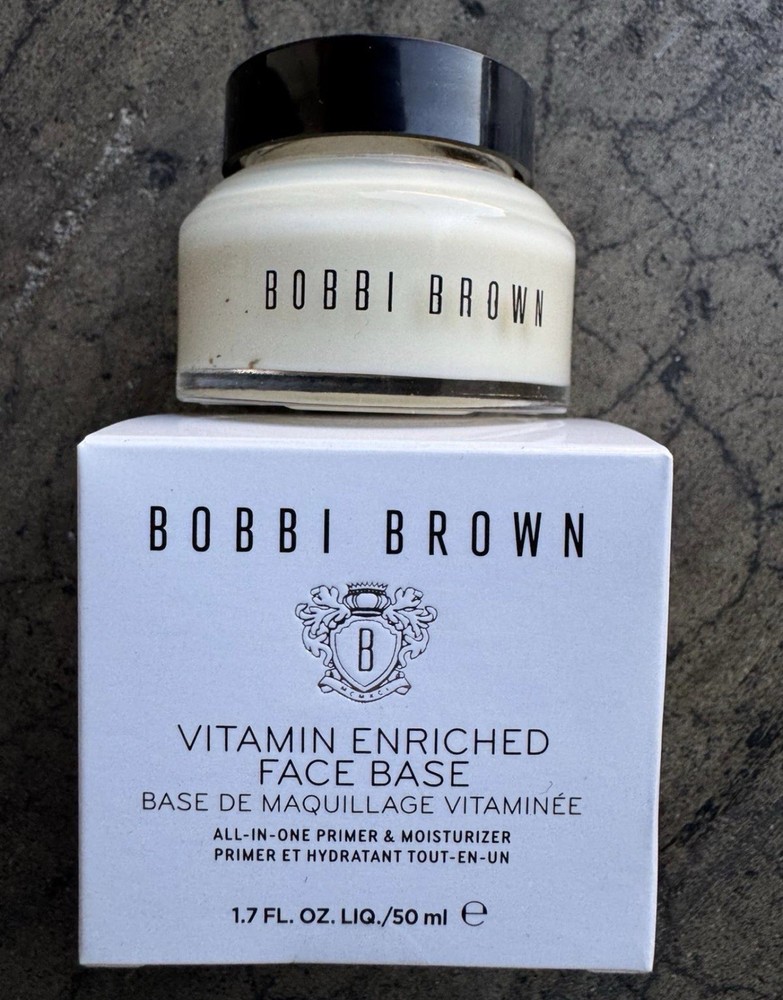 BOBBI BROWN
BOBBI BROWN
B
MCMXCI
VITAMIN ENRICHED
FACE BASE
BASE DE MAQUILLAGE VITAMINÉE
ALL-IN-ONE PRIMER & MOISTURIZER
PRIMER ET HYDRATANT TOUT-EN-UN
1.7 FL. OZ. LIQ./50 ml ℮